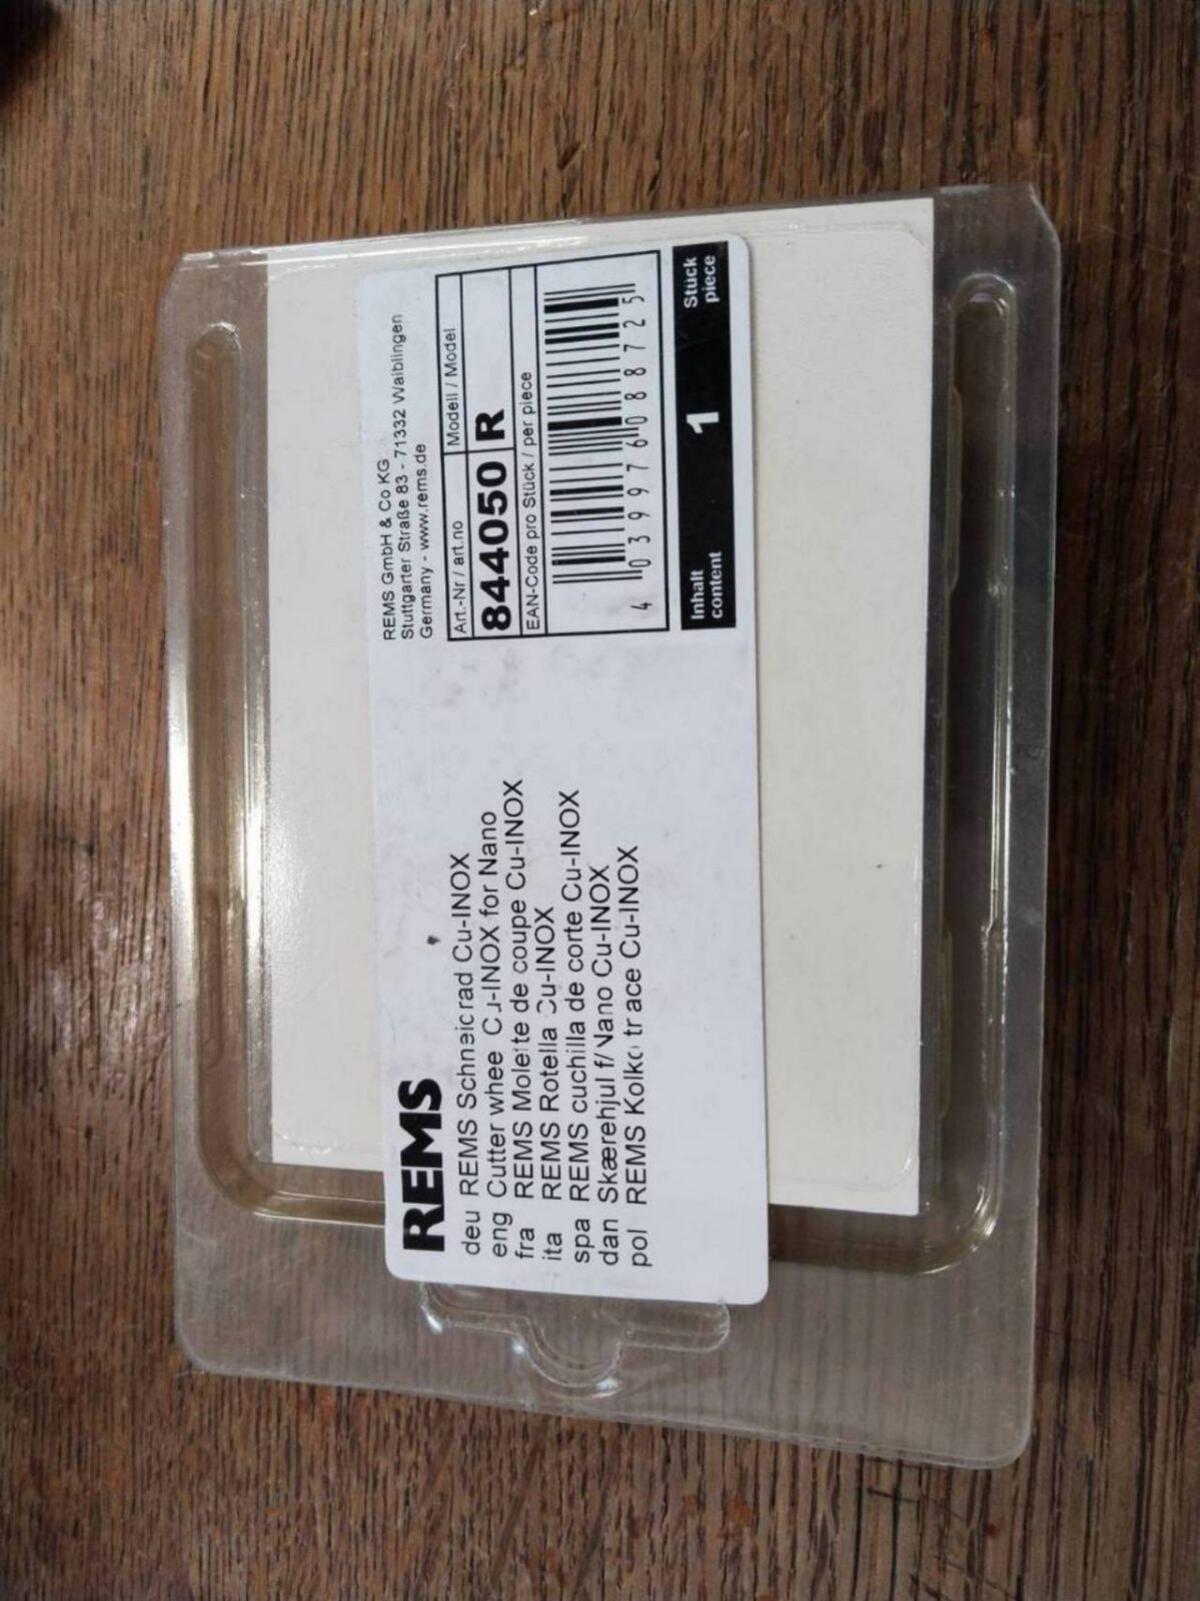 REMS
deu REMS Schneidrad Cu-INOX
eng Cutter whee Cu-INOX for Nano
fra REMS Molette de coupe Cu-INOX
ita REMS Rotella Cu-INOX
spa REMS cuchilla de corte Cu-INOX
dan Skærehjul f/Nano Cu-INOX
pol REMS Kolko trace Cu-INOX
REMS GmbH & Co KG
Stuttgarter Straße 83 - 71332 Waiblingen
Germany - www.rems.de
Art.-Nr / art.no Modell / Model
844050 R
EAN-Code pro Stück / per piece
4 039976 088725
Inhalt 1 Stück
content piece